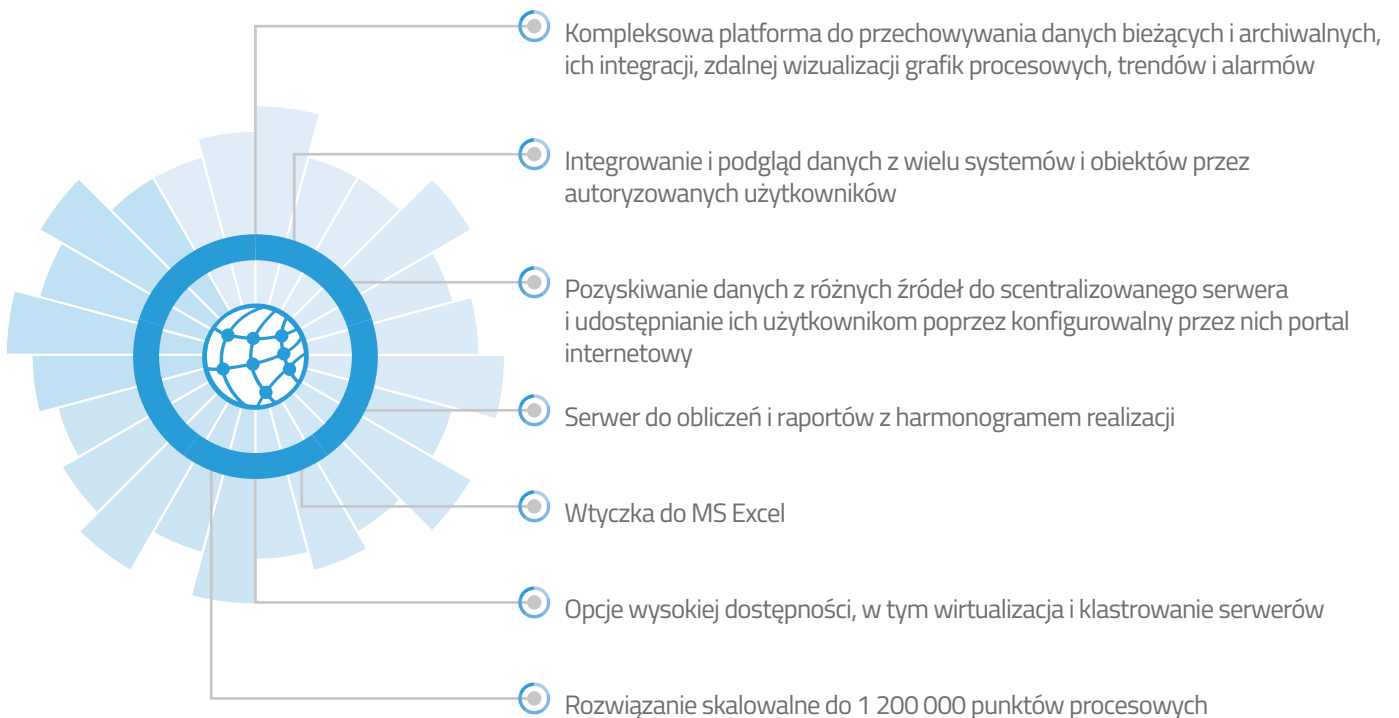 Kompleksowa platforma do przechowywania danych bieżących i archiwalnych,
ich integracji, zdalnej wizualizacji grafik procesowych, trendów i alarmów
Integrowanie i podgląd danych z wielu systemów i obiektów przez
autoryzowanych użytkowników
Pozyskiwanie danych z różnych źródeł do scentralizowanego serwera
i udostępnianie ich użytkownikom poprzez konfigurowalny przez nich portal
internetowy
Serwer do obliczeń i raportów z harmonogramem realizacji
Wtyczka do MS Excel
Opcje wysokiej dostępności, w tym wirtualizacja i klastrowanie serwerów
Rozwiązanie skalowalne do 1 200 000 punktów procesowych